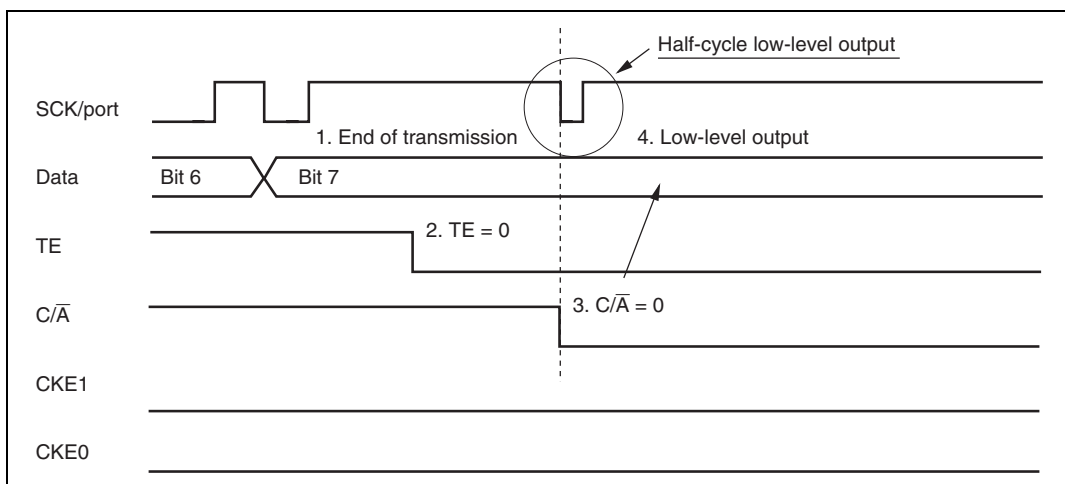 Half-cycle low-level output
SCK/port
1. End of transmission
4. Low-level output
Data
Bit 6
Bit 7
2. TE = 0
TE
3. C/A̅ = 0
C/A̅
CKE1
CKE0